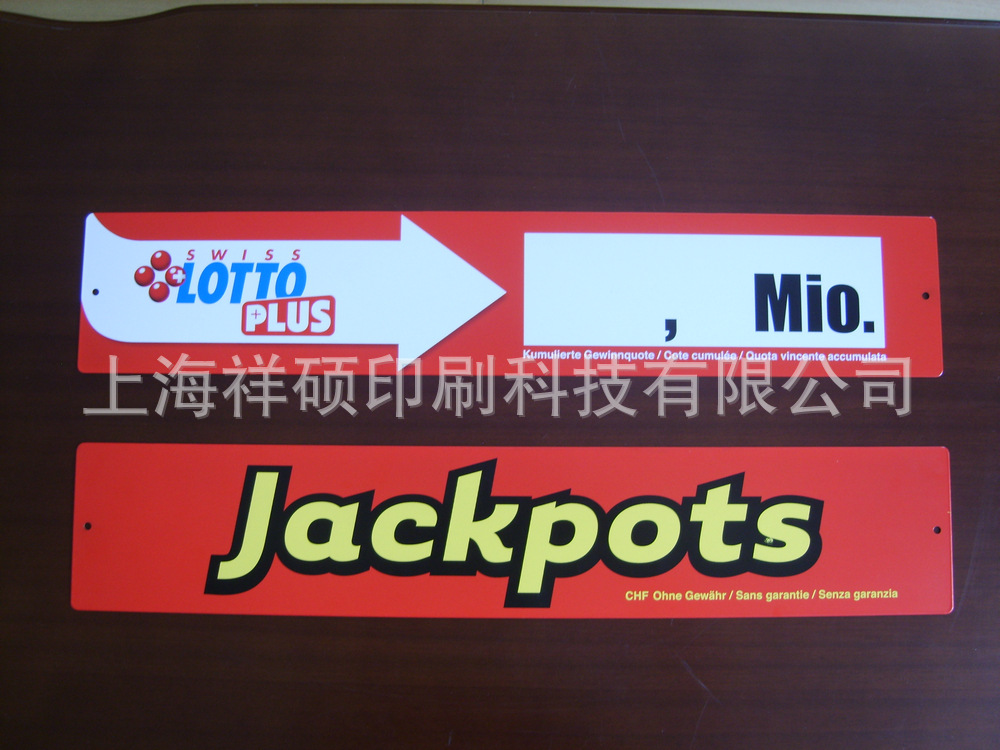 SWISS
LOTTO
PLUS
, Mio.
Kumulierte Gewinnquote / Cote cumulée / Quota vincente accumulata
上海祥硕印刷科技有限公司
Jackpots
CHF Ohne Gewähr / Sans garantie / Senza garanzia